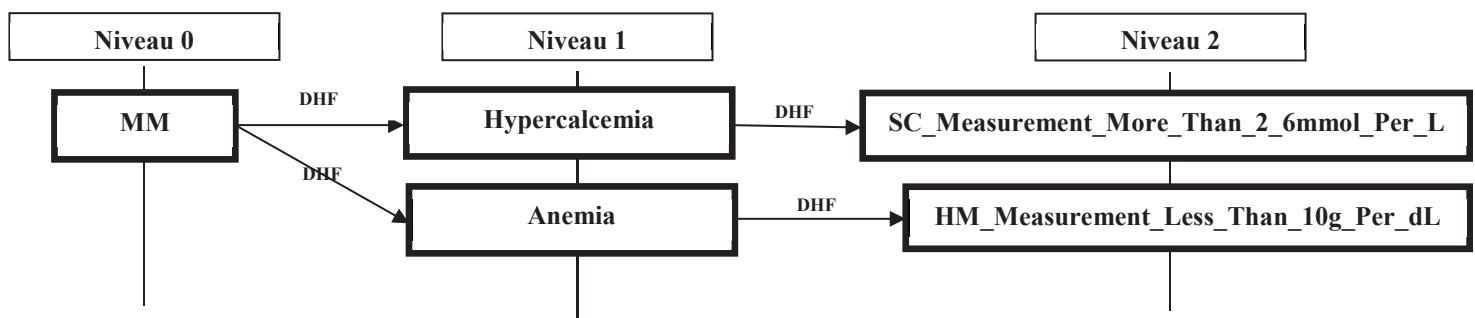 Niveau 0
Niveau 1
Niveau 2
MM
DHF
Hypercalcemia
DHF
SC_Measurement_More_Than_2_6mmol_Per_L
DHF
Anemia
DHF
HM_Measurement_Less_Than_10g_Per_dL